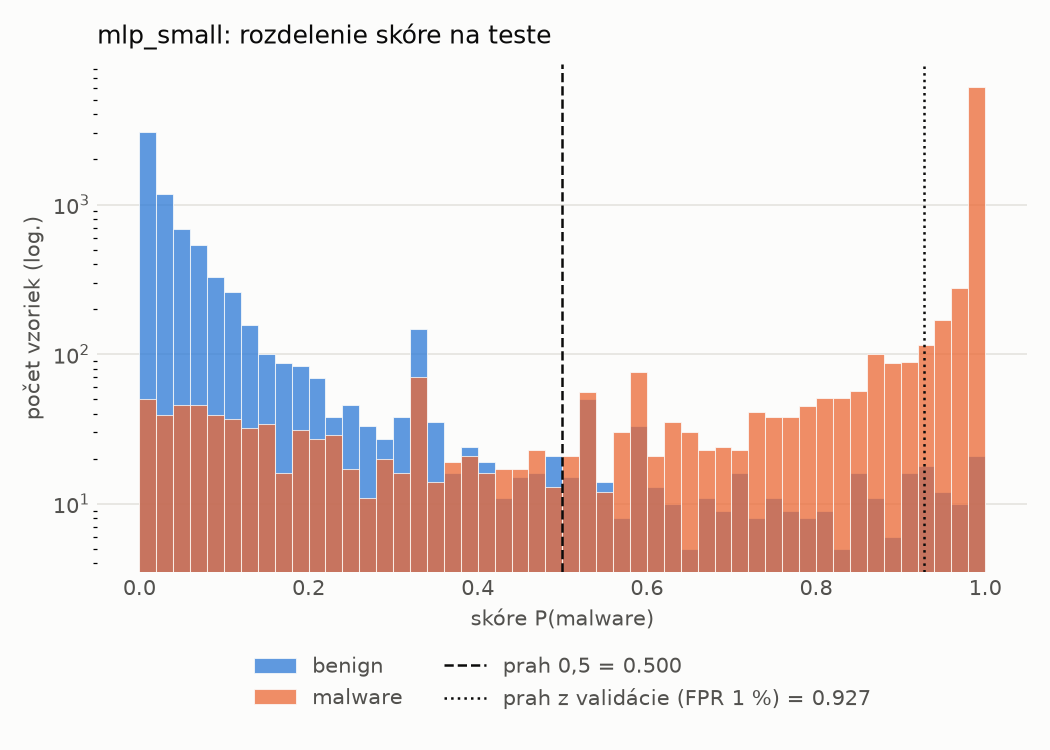 mlp_small: rozdelenie skóre na teste
počet vzoriek (log.)
10³
10²
10¹
0.0 0.2 0.4 0.6 0.8 1.0
skóre P(malware)
benign
malware
prah 0,5 = 0.500
prah z validácie (FPR 1 %) = 0.927